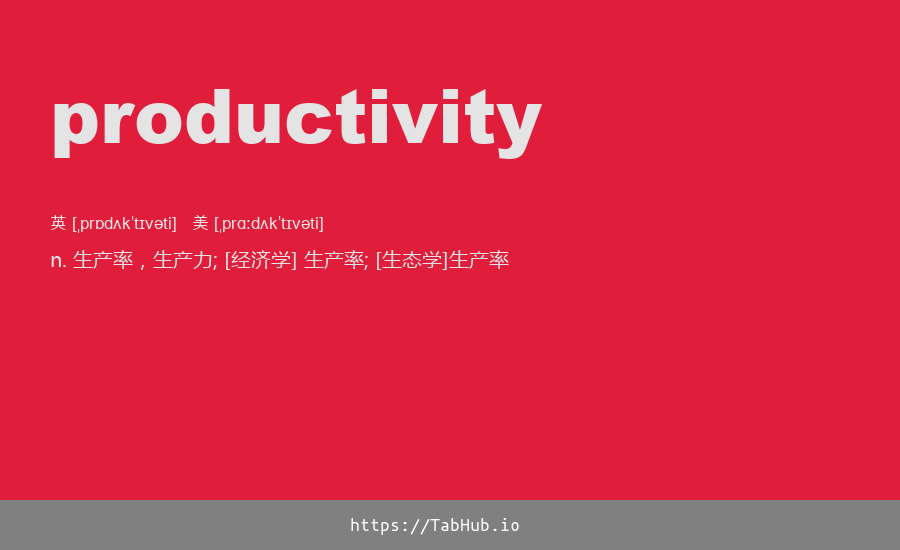 productivity
英 [ˌprɒdʌkˈtɪvəti] 美 [ˌprɑːdʌkˈtɪvəti]
n. 生产率，生产力; [经济学] 生产率; [生态学]生产率
https://TabHub.io